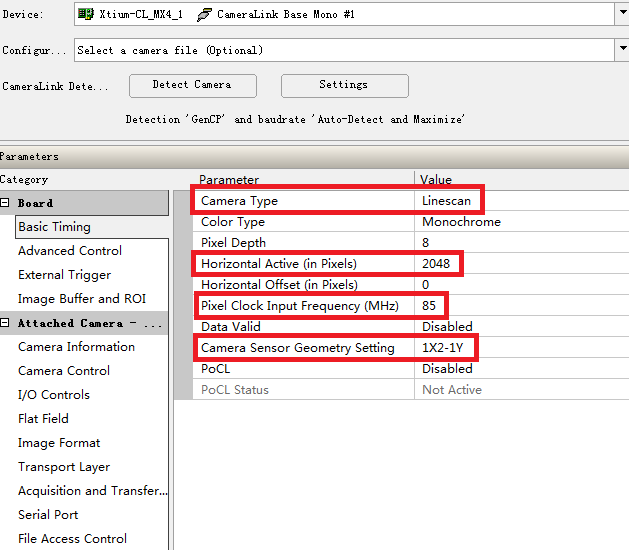 Device: Xtium-CL_MX4_1 CameraLink Base Mono #1
Configur... Select a camera file (Optional)
CameraLink Dete... Detect Camera Settings
Detection 'GenCP' and baudrate 'Auto-Detect and Maximize'
Parameters
Category Parameter Value
Board Camera Type Linescan
Basic Timing Color Type Monochrome
Pixel Depth 8
Advanced Control Horizontal Active (in Pixels) 2048
External Trigger Horizontal Offset (in Pixels) 0
Image Buffer and ROI Pixel Clock Input Frequency (MHz) 85
Attached Camera - ... Data Valid Disabled
Camera Information Camera Sensor Geometry Setting 1X2-1Y
Camera Control PoCL Disabled
I/O Controls PoCL Status Not Active
Flat Field
Image Format
Transport Layer
Acquisition and Transfer...
Serial Port
File Access Control